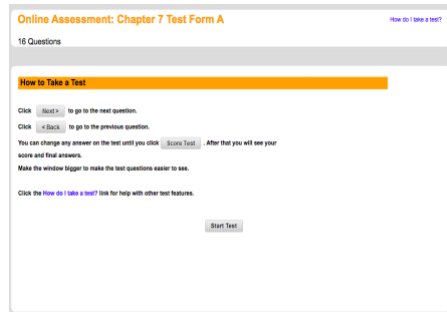 Online Assessment: Chapter 7 Test Form A
How do I take a test?
16 Questions
How to Take a Test
Click Next > to go to the next question.
Click < Back to go to the previous question.
You can change any answer on the test until you click Score Test . After that you will see your
score and final answers.
Make the window bigger to make the test questions easier to see.
Click the How do I take a test? link for help with other test features.
Start Test